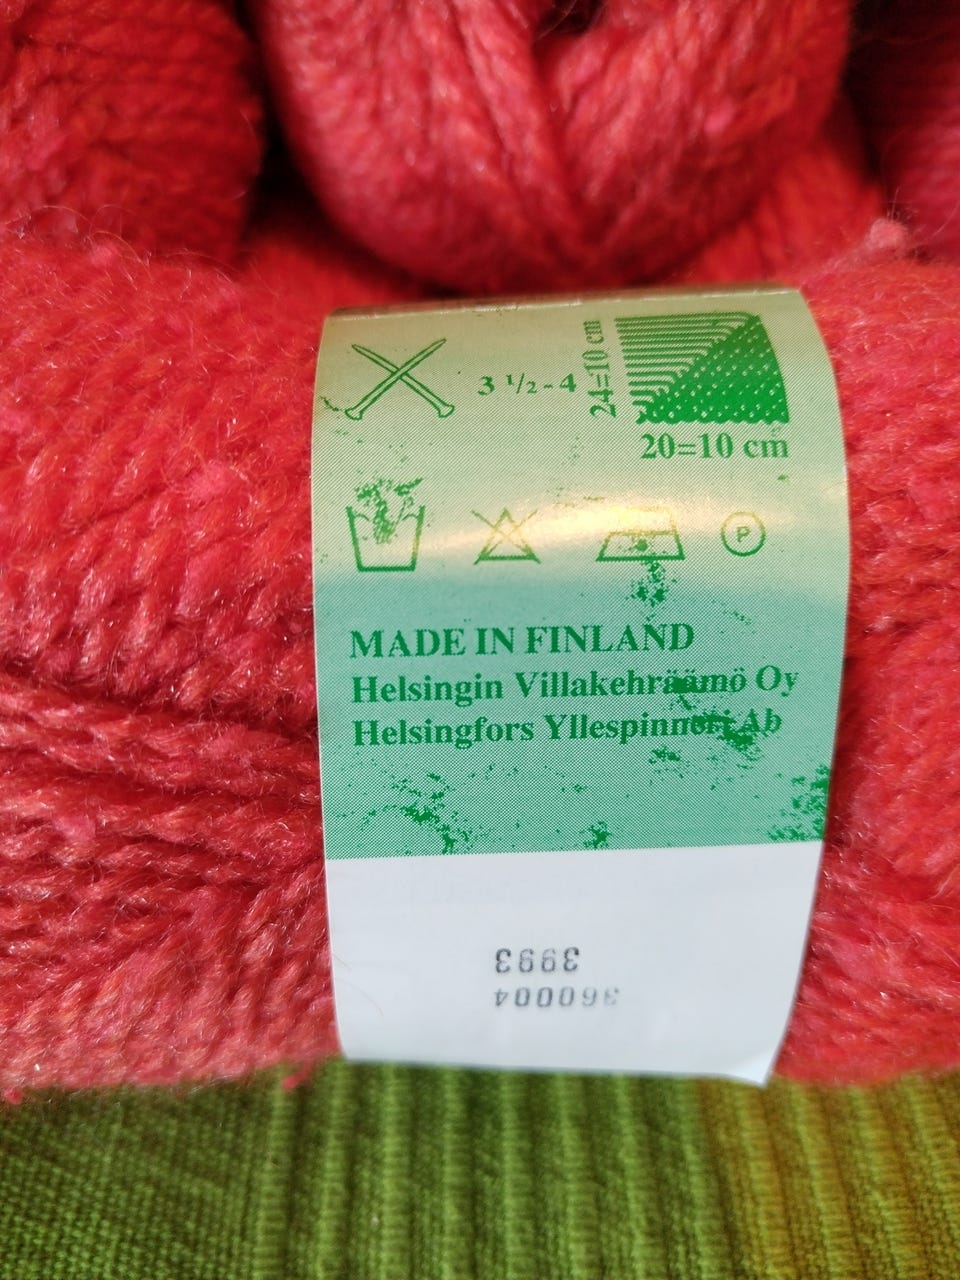 3 1/2 - 4
24=10 cm
20=10 cm
P
MADE IN FINLAND
Helsingin Villakehräämö Oy
Helsingfors Yllespinneri Ab
3993
360004